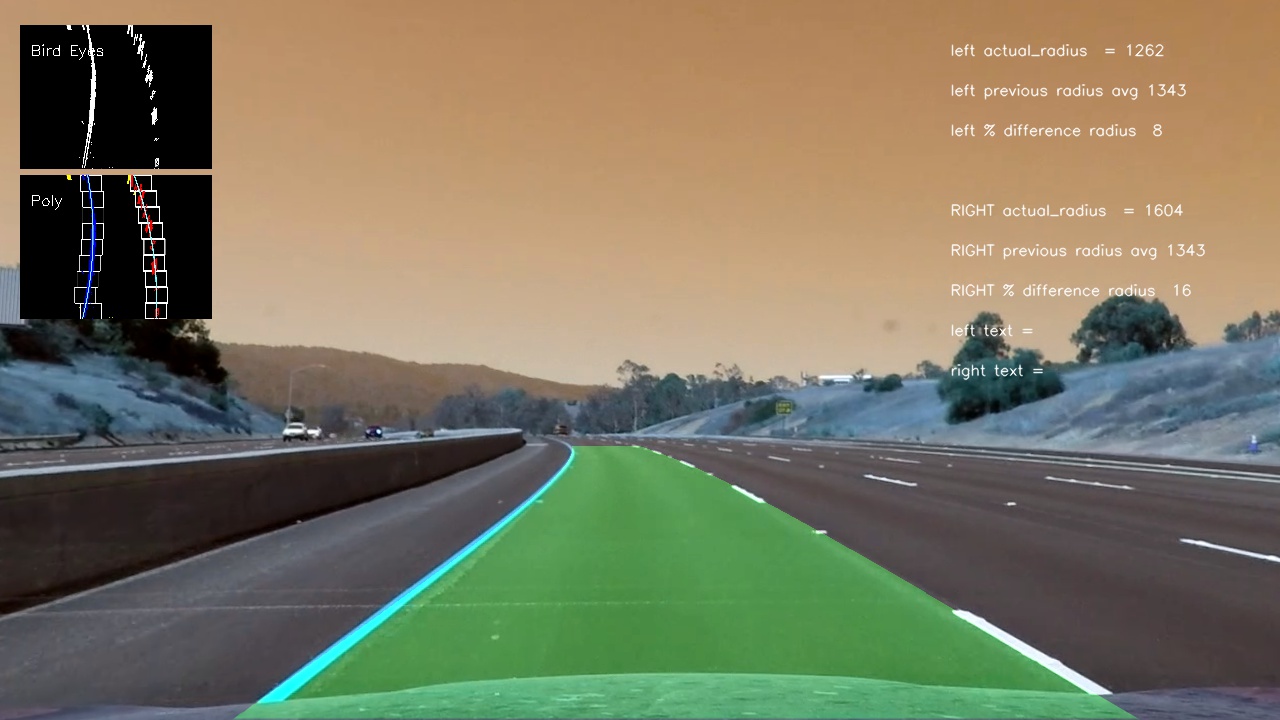 Bird Eyes
Poly
left actual_radius = 1262
left previous radius avg 1343
left % difference radius 8
RIGHT actual_radius = 1604
RIGHT previous radius avg 1343
RIGHT % difference radius 16
left text =
right text =